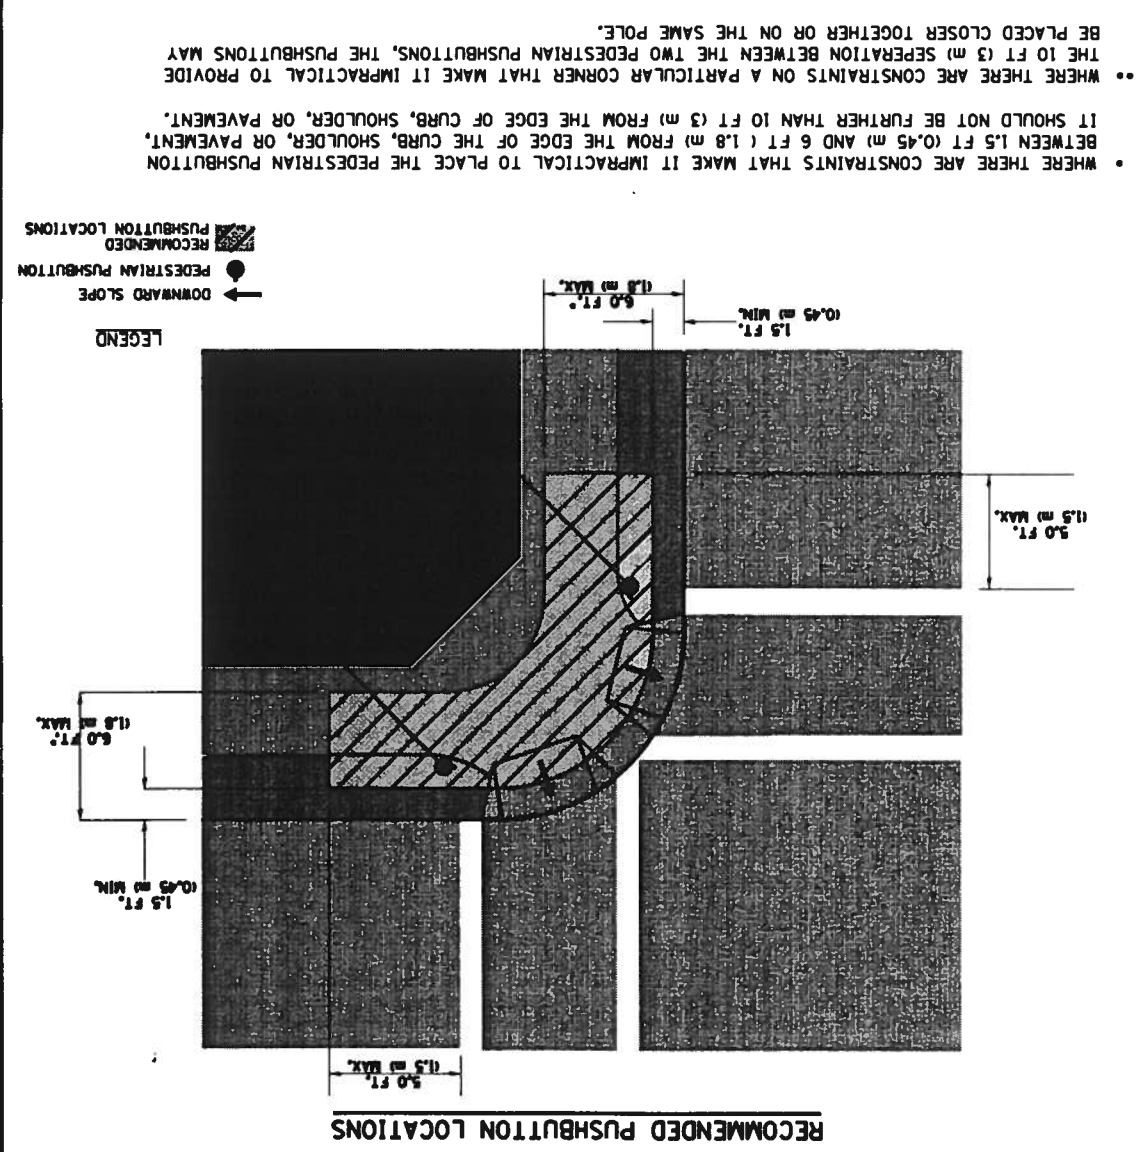 RECOMMENDED PUSHBUTTON LOCATIONS
5.0 FT.
(1.5 m) MAX.
1.5 FT.
(0.45 m) MIN.
6.0 FT.*
(1.8 m) MAX.
5.0 FT.
(1.5 m) MAX.
1.5 FT.
(0.45 m) MIN.
6.0 FT.*
(1.8 m) MAX.
LEGEND
DOWNWARD SLOPE
PEDESTRIAN PUSHBUTTON
RECOMMENDED
PUSHBUTTON LOCATIONS
• WHERE THERE ARE CONSTRAINTS THAT MAKE IT IMPRACTICAL TO PLACE THE PEDESTRIAN PUSHBUTTON
BETWEEN 1.5 FT (0.45 m) AND 6 FT ( 1.8 m) FROM THE EDGE OF THE CURB, SHOULDER, OR PAVEMENT,
IT SHOULD NOT BE FURTHER THAN 10 FT (3 m) FROM THE EDGE OF CURB, SHOULDER, OR PAVEMENT.
•• WHERE THERE ARE CONSTRAINTS ON A PARTICULAR CORNER THAT MAKE IT IMPRACTICAL TO PROVIDE
THE 10 FT (3 m) SEPERATION BETWEEN THE TWO PEDESTRIAN PUSHBUTTONS, THE PUSHBUTTONS MAY
BE PLACED CLOSER TOGETHER OR ON THE SAME POLE.